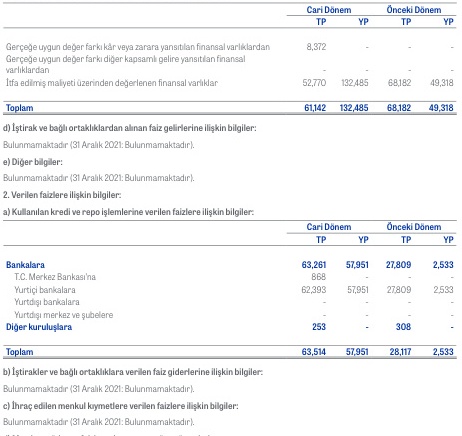 Cari Dönem Önceki Dönem
TP YP TP YP
Gerçeğe uygun değer farkı kâr veya zarara yansıtılan finansal varlıklardan 8,372 - - -
Gerçeğe uygun değer farkı diğer kapsamlı gelire yansıtılan finansal
varlıklardan - - - -
İtfa edilmiş maliyeti üzerinden değerlenen finansal varlıklar 52,770 132,485 68,182 49,318
Toplam 61,142 132,485 68,182 49,318
d) İştirak ve bağlı ortaklıklardan alınan faiz gelirlerine ilişkin bilgiler:
Bulunmamaktadır (31 Aralık 2021: Bulunmamaktadır).
e) Diğer bilgiler:
Bulunmamaktadır (31 Aralık 2021: Bulunmamaktadır).
2. Verilen faizlere ilişkin bilgiler:
a) Kullanılan kredi ve repo işlemlerine verilen faizlere ilişkin bilgiler:
Cari Dönem Önceki Dönem
TP YP TP YP
Bankalara 63,261 57,951 27,809 2,533
T.C. Merkez Bankası'na 868 - - -
Yurtiçi bankalara 62,393 57,951 27,809 2,533
Yurtdışı bankalara - - - -
Yurtdışı merkez ve şubelere - - - -
Diğer kuruluşlara 253 - 308 -
Toplam 63,514 57,951 28,117 2,533
b) İştirakler ve bağlı ortaklıklara verilen faiz giderlerine ilişkin bilgiler:
Bulunmamaktadır (31 Aralık 2021: Bulunmamaktadır).
c) İhraç edilen menkul kıymetlere verilen faizlere ilişkin bilgiler:
Bulunmamaktadır (31 Aralık 2021: Bulunmamaktadır).